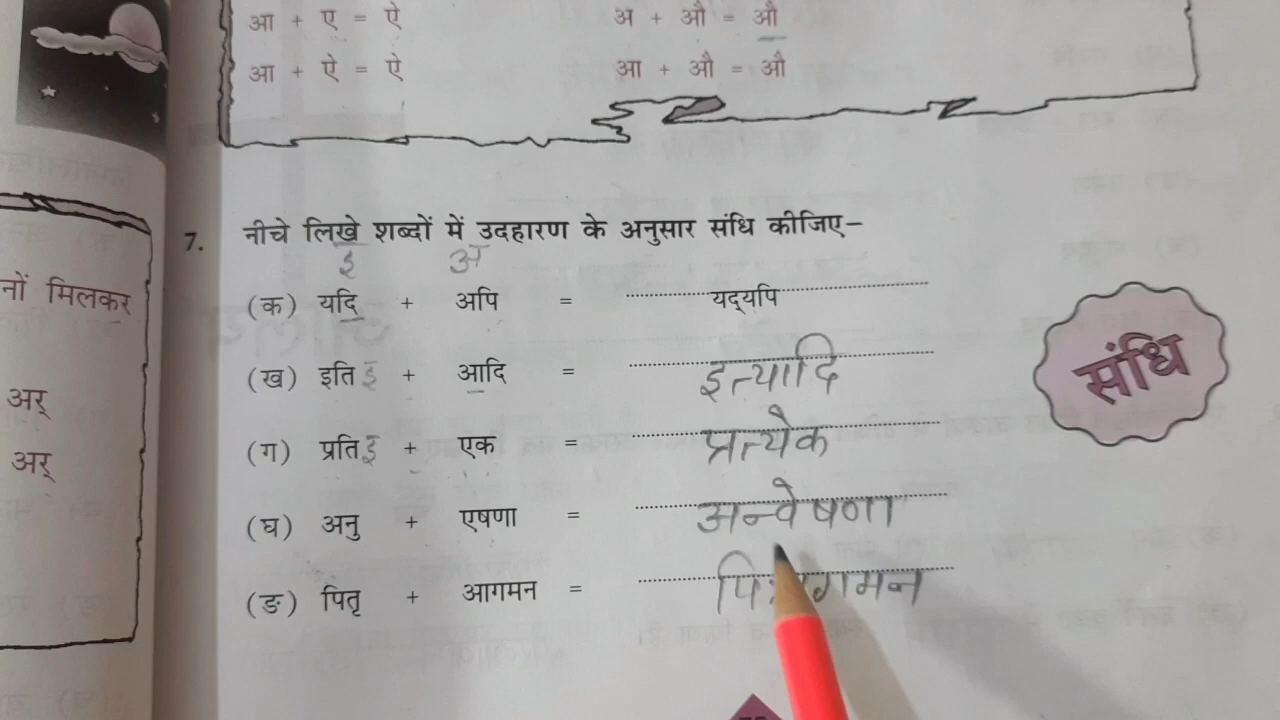 आ + ए = ऐ अ + औ = औ
आ + ऐ = ऐ आ + औ = औ
नों मिलकर
अर्
अर्
7. नीचे लिखे शब्दों में उदहारण के अनुसार संधि कीजिए–
इ अ
(क) यदि + अपि = यद्यपि
(ख) इति इ + आदि = इत्यादि
(ग) प्रति इ + एक = प्रत्येक
(घ) अनु + एषणा = अन्वेषणा
(ङ) पितृ + आगमन =
संधि